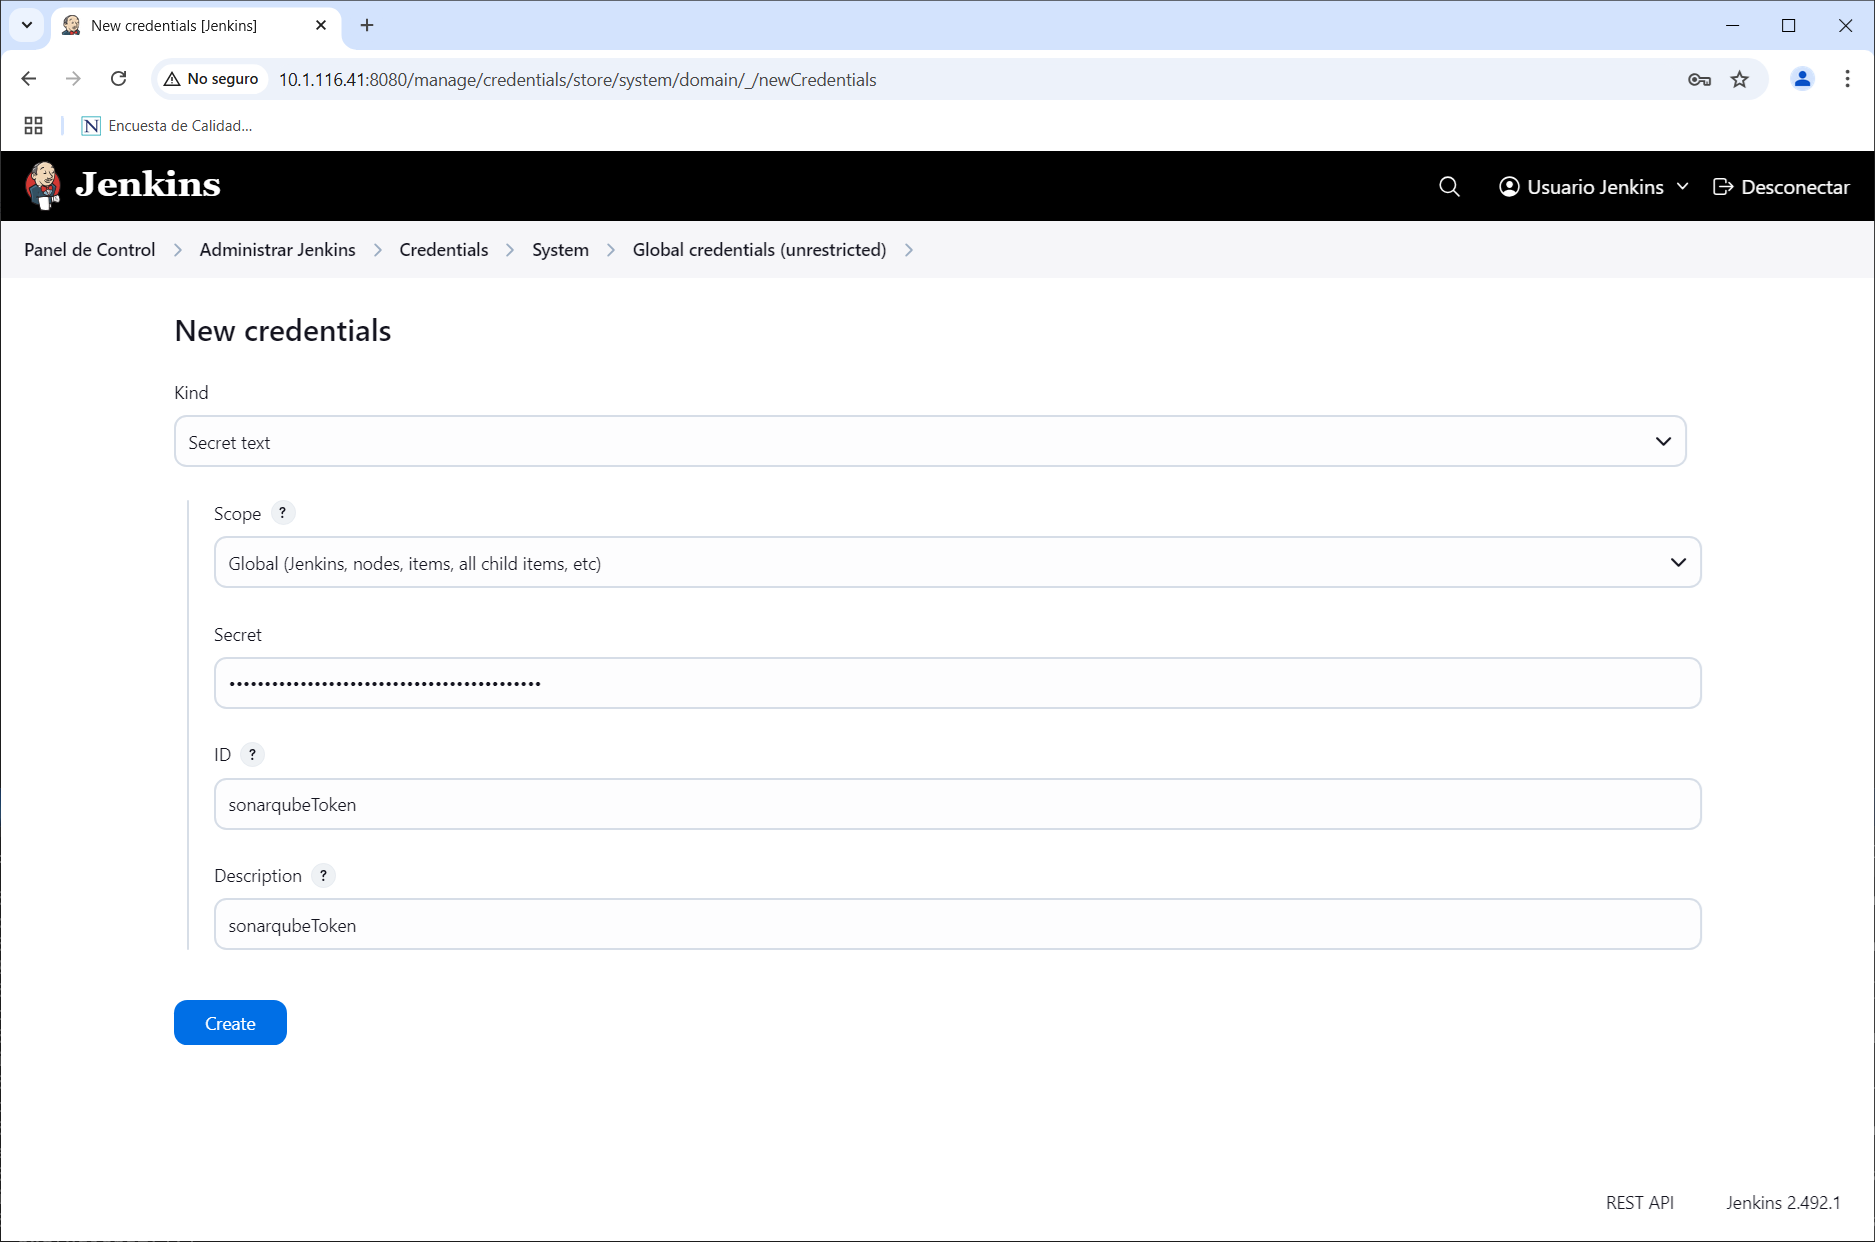 New credentials [Jenkins]
No seguro
10.1.116.41:8080/manage/credentials/store/system/domain/_/newCredentials
N Encuesta de Calidad...
Jenkins
Usuario Jenkins
Desconectar
Panel de Control > Administrar Jenkins > Credentials > System > Global credentials (unrestricted) >
New credentials
Kind
Secret text
Scope ?
Global (Jenkins, nodes, items, all child items, etc)
Secret
••••••••••••••••••••••••••••••••••••••••••••
ID ?
sonarqubeToken
Description ?
sonarqubeToken
Create
REST API
Jenkins 2.492.1